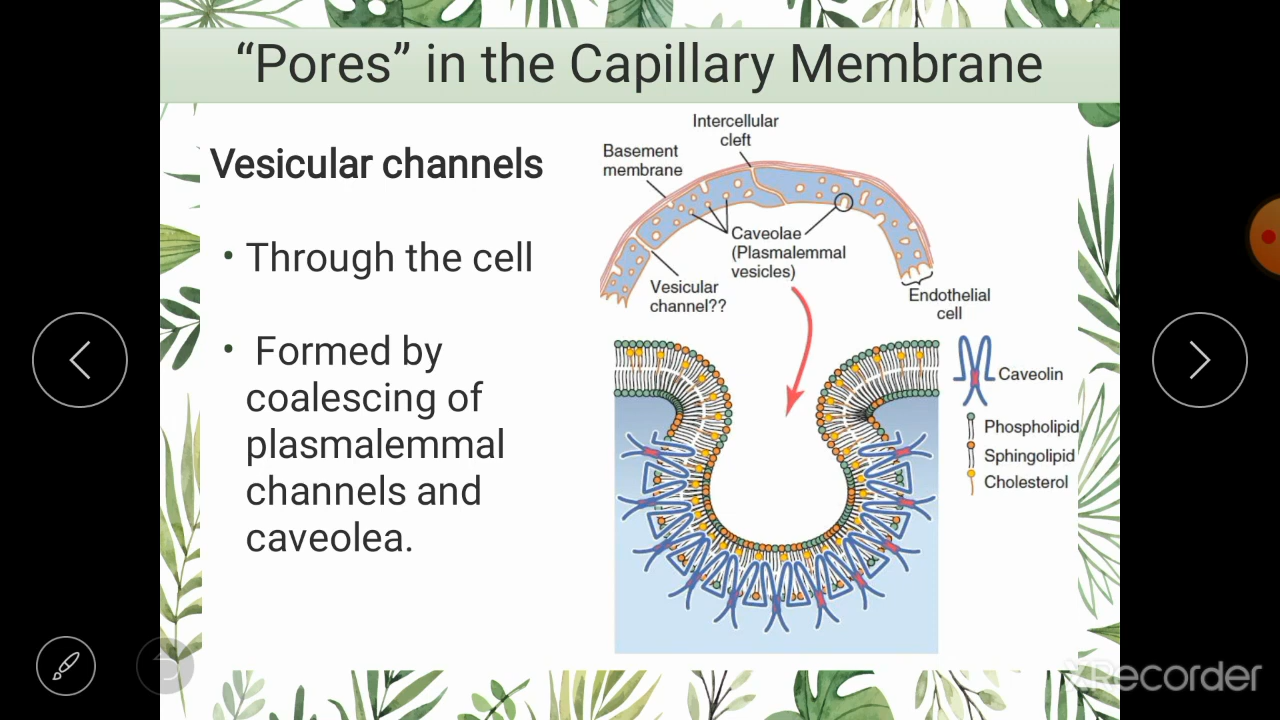 “Pores” in the Capillary Membrane
Vesicular channels
• Through the cell
• Formed by
coalescing of
plasmalemmal
channels and
caveolea.
Intercellular
cleft
Basement
membrane
Caveolae
(Plasmalemmal
vesicles)
Vesicular
channel??
Endothelial
cell
Caveolin
Phospholipid
Sphingolipid
Cholesterol
XRecorder